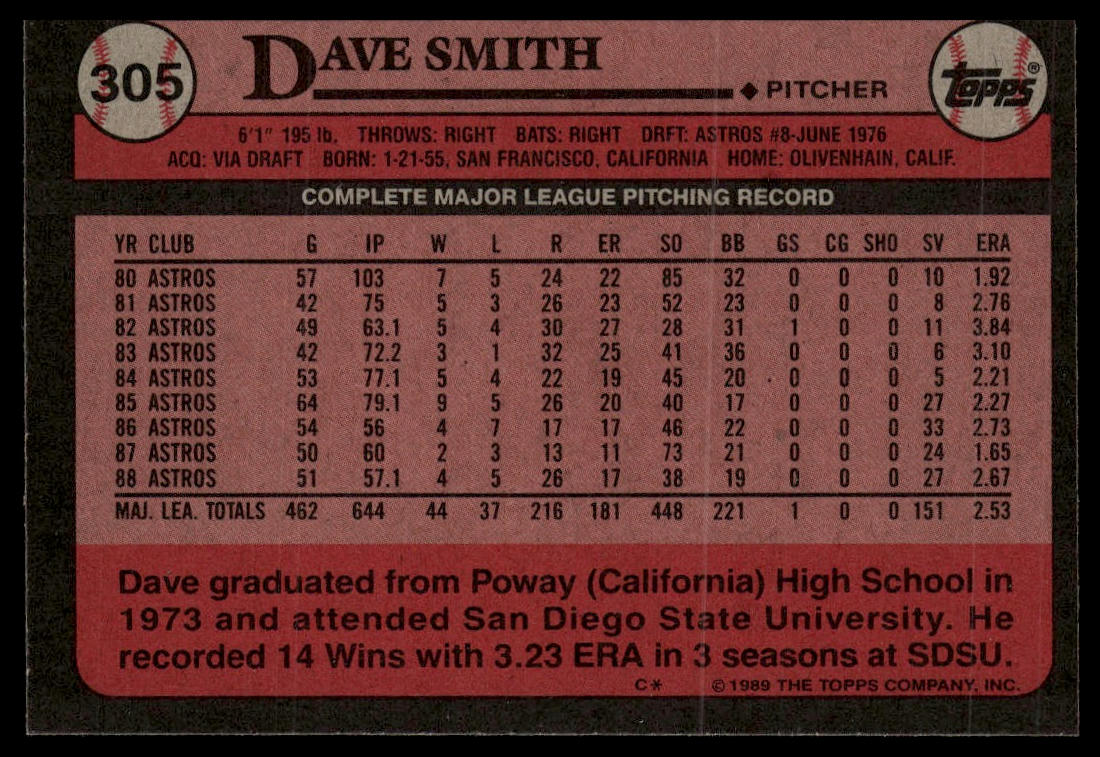 305 DAVE SMITH topps®
◆ PITCHER
6'1" 195 lb. THROWS: RIGHT BATS: RIGHT DRFT: ASTROS #8-JUNE 1976
ACQ: VIA DRAFT BORN: 1-21-55, SAN FRANCISCO, CALIFORNIA HOME: OLIVENHAIN, CALIF.
COMPLETE MAJOR LEAGUE PITCHING RECORD
YR CLUB G IP W L R ER SO BB GS CG SHO SV ERA
80 ASTROS 57 103 7 5 24 22 85 32 0 0 0 10 1.92
81 ASTROS 42 75 5 3 26 23 52 23 0 0 0 8 2.76
82 ASTROS 49 63.1 5 4 30 27 28 31 1 0 0 11 3.84
83 ASTROS 42 72.2 3 1 32 25 41 36 0 0 0 6 3.10
84 ASTROS 53 77.1 5 4 22 19 45 20 0 0 0 5 2.21
85 ASTROS 64 79.1 9 5 26 20 40 17 0 0 0 27 2.27
86 ASTROS 54 56 4 7 17 17 46 22 0 0 0 33 2.73
87 ASTROS 50 60 2 3 13 11 73 21 0 0 0 24 1.65
88 ASTROS 51 57.1 4 5 26 17 38 19 0 0 0 27 2.67
MAJ. LEA. TOTALS 462 644 44 37 216 181 448 221 1 0 0 151 2.53
Dave graduated from Poway (California) High School in
1973 and attended San Diego State University. He
recorded 14 Wins with 3.23 ERA in 3 seasons at SDSU.
C* © 1989 THE TOPPS COMPANY, INC.